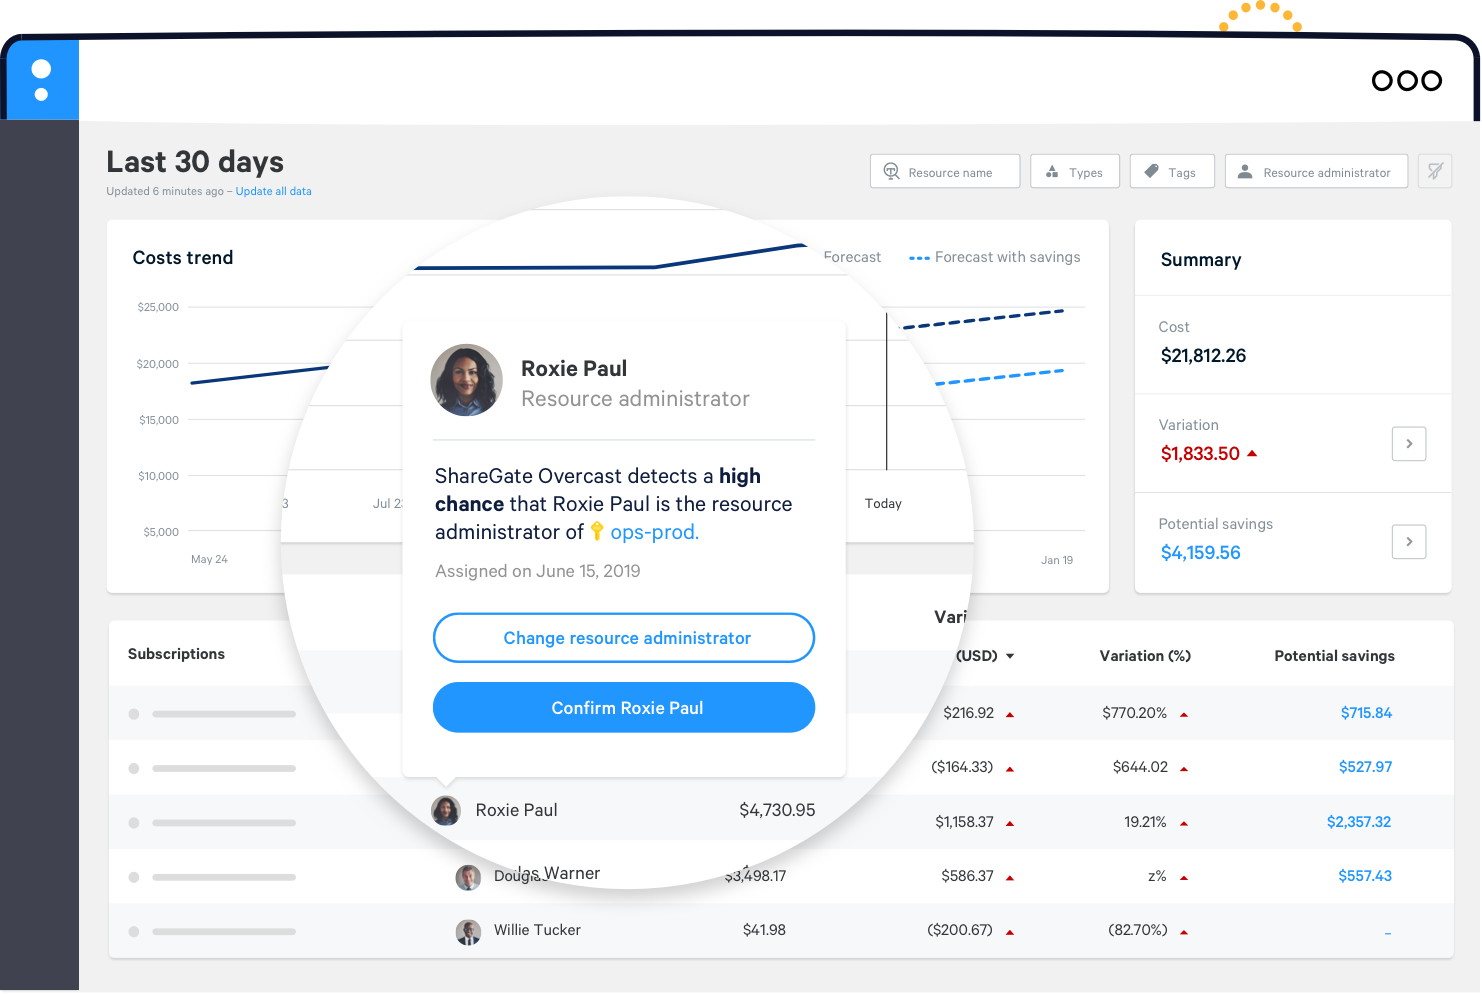 Last 30 days
Updated 6 minutes ago – Update all data
Resource name
Types
Tags
Resource administrator
Costs trend
Forecast
Forecast with savings
$25,000
$20,000
$15,000
$10,000
$5,000
May 24
3
Jul 2
Today
Jan 19
Summary
Cost
$21,812.26
Variation
$1,833.50
Potential savings
$4,159.56
Roxie Paul
Resource administrator
ShareGate Overcast detects a high
chance that Roxie Paul is the resource
administrator of ops-prod.
Assigned on June 15, 2019
Change resource administrator
Confirm Roxie Paul
Subscriptions
Vari
(USD) Variation (%) Potential savings
$216.92 $770.20% $715.84
($164.33) $644.02 $527.97
Roxie Paul $4,730.95 $1,158.37 19.21% $2,357.32
Warner $3,498.17 $586.37 z% $557.43
Willie Tucker $41.98 ($200.67) (82.70%) –